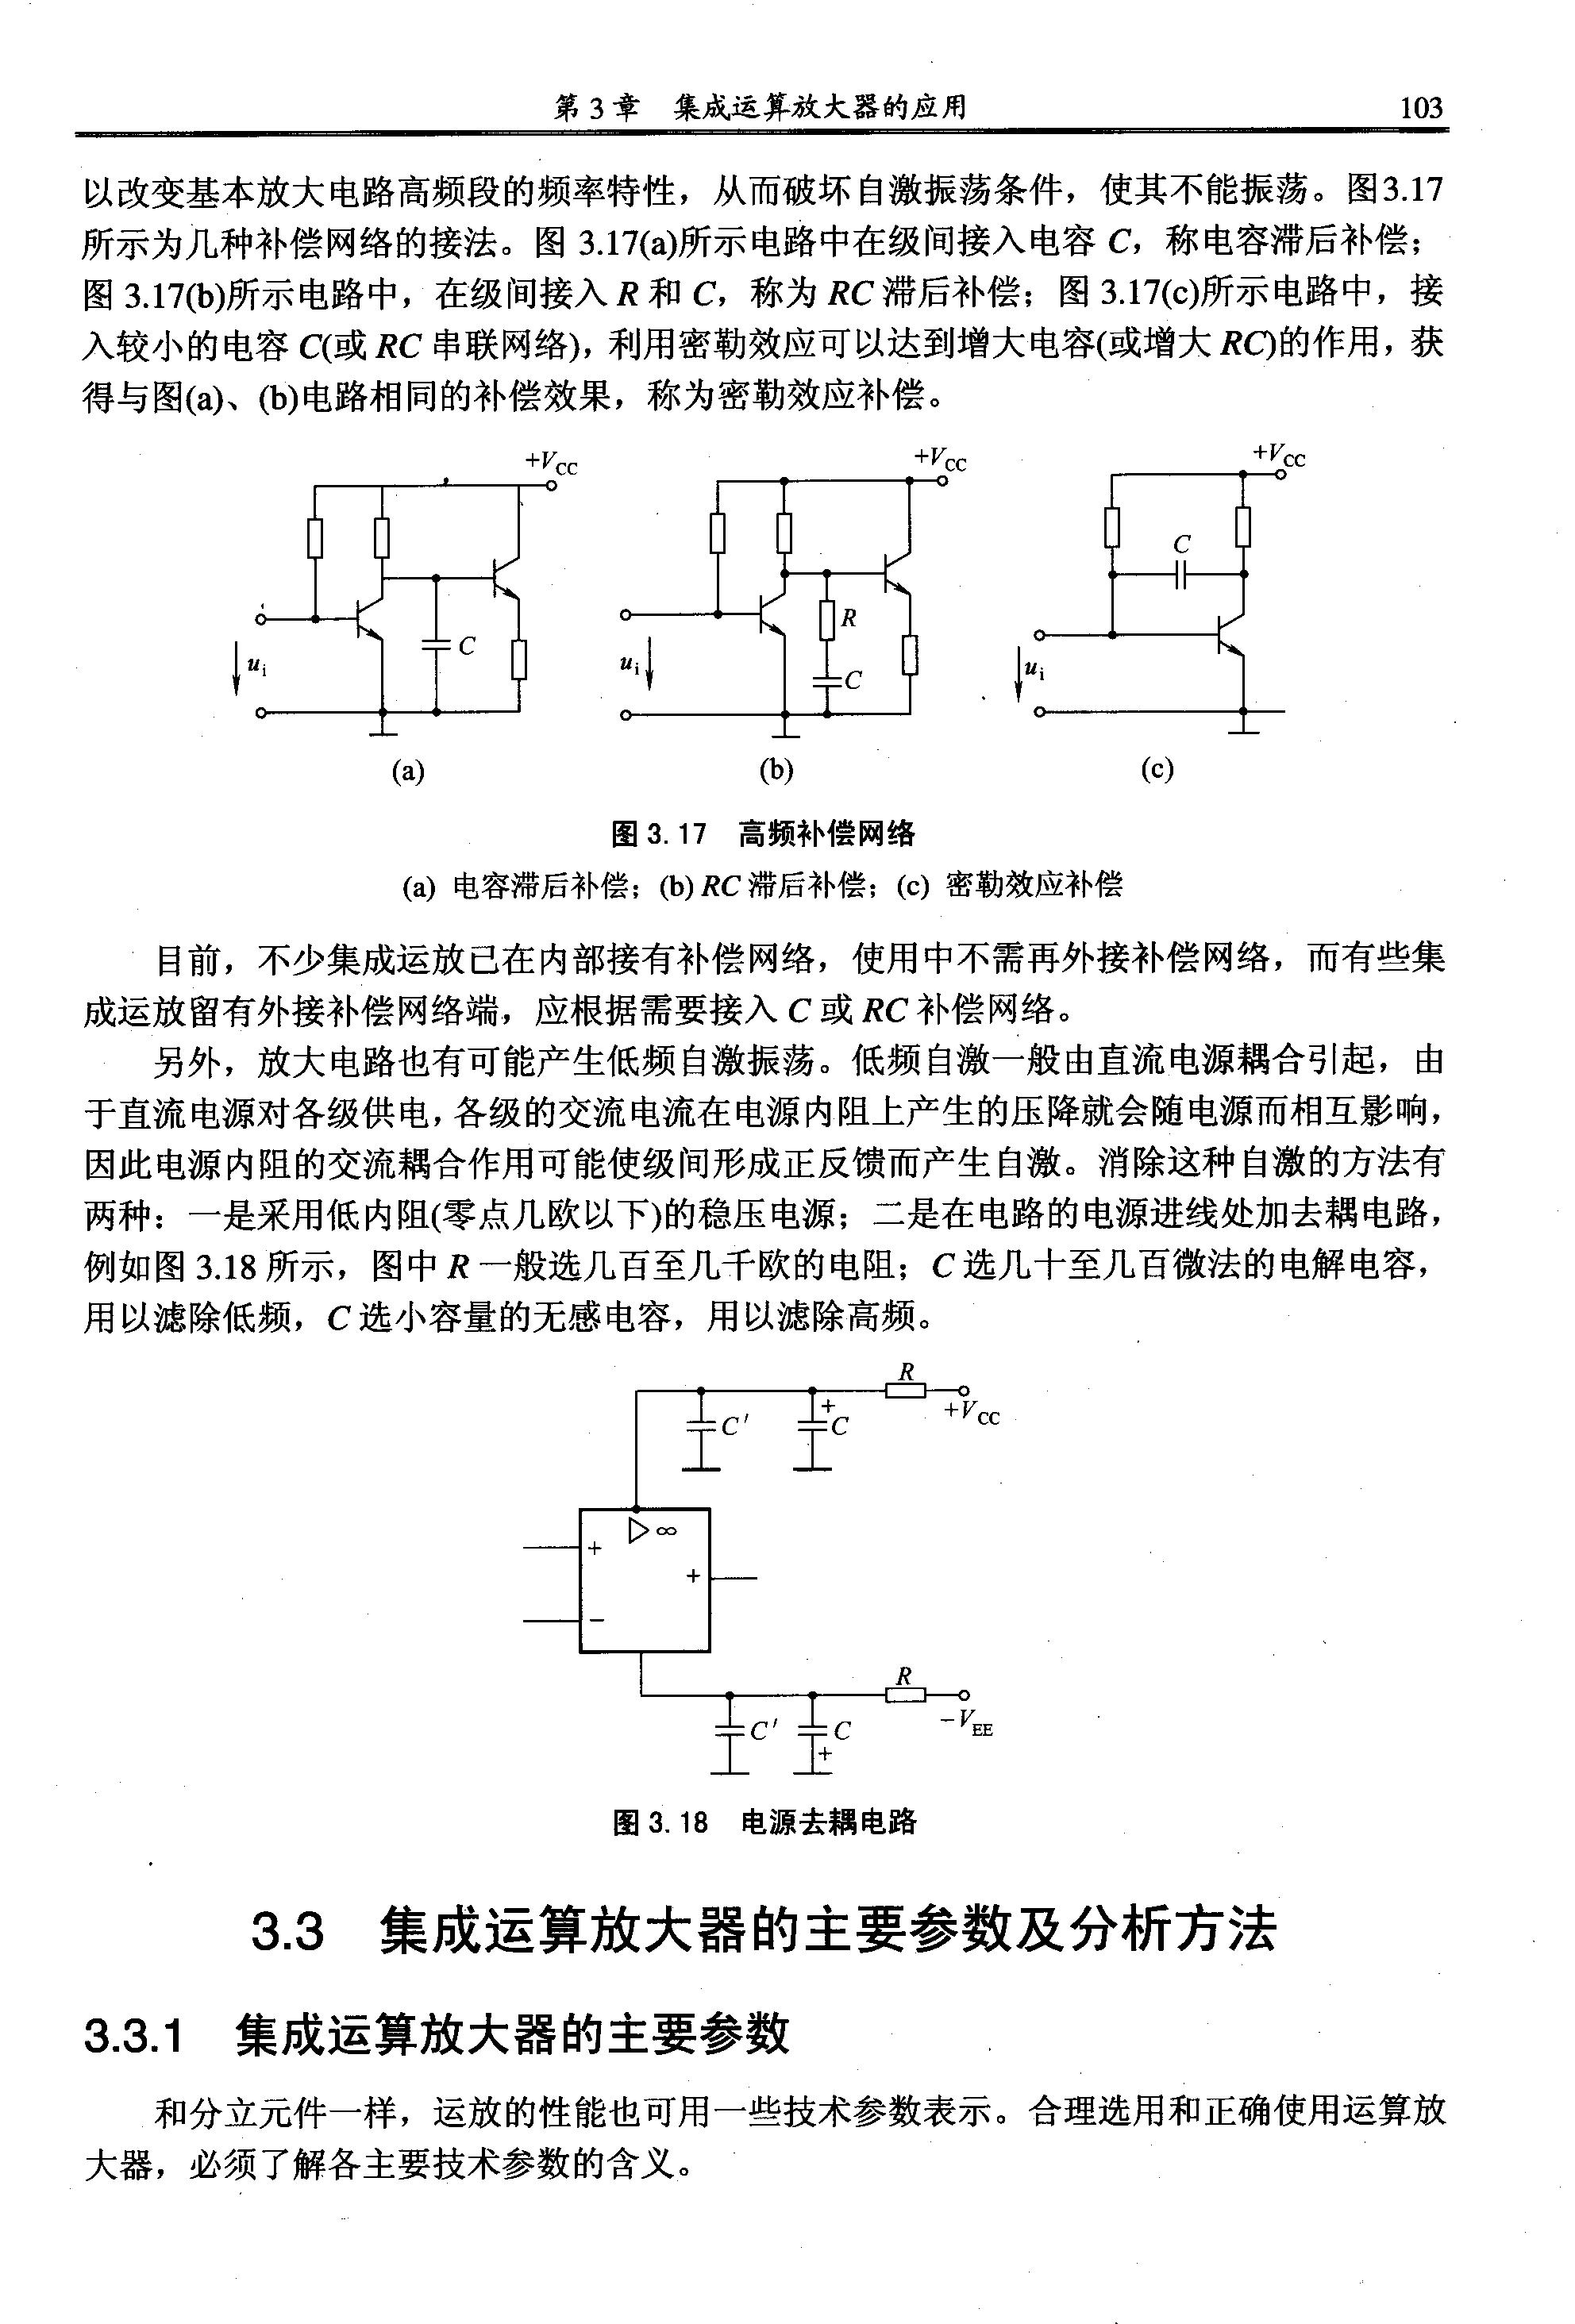 第 3 章 集成运算放大器的应用 103
以改变基本放大电路高频段的频率特性，从而破坏自激振荡条件，使其不能振荡。图3.17
所示为几种补偿网络的接法。图 3.17(a)所示电路中在级间接入电容 C，称电容滞后补偿；
图 3.17(b)所示电路中，在级间接入 R 和 C，称为 RC 滞后补偿；图 3.17(c)所示电路中，接
入较小的电容 C(或 RC 串联网络)，利用密勒效应可以达到增大电容(或增大 RC)的作用，获
得与图(a)、(b)电路相同的补偿效果，称为密勒效应补偿。
+VCC
C
ui
(a)
+VCC
R
C
ui
(b)
+VCC
C
ui
(c)
图 3.17 高频补偿网络
(a) 电容滞后补偿；(b) RC 滞后补偿；(c) 密勒效应补偿
目前，不少集成运放已在内部接有补偿网络，使用中不需再外接补偿网络，而有些集
成运放留有外接补偿网络端，应根据需要接入 C 或 RC 补偿网络。
另外，放大电路也有可能产生低频自激振荡。低频自激一般由直流电源耦合引起，由
于直流电源对各级供电，各级的交流电流在电源内阻上产生的压降就会随电源而相互影响，
因此电源内阻的交流耦合作用可能使级间形成正反馈而产生自激。消除这种自激的方法有
两种：一是采用低内阻(零点几欧以下)的稳压电源；二是在电路的电源进线处加去耦电路，
例如图 3.18 所示，图中 R 一般选几百至几千欧的电阻；C 选几十至几百微法的电解电容，
用以滤除低频，C 选小容量的无感电容，用以滤除高频。
R
+VCC
C′ + C
▷ ∞
+
+
−
R
−VEE
C′ C
+
图 3.18 电源去耦电路
3.3 集成运算放大器的主要参数及分析方法
3.3.1 集成运算放大器的主要参数
和分立元件一样，运放的性能也可用一些技术参数表示。合理选用和正确使用运算放
大器，必须了解各主要技术参数的含义。